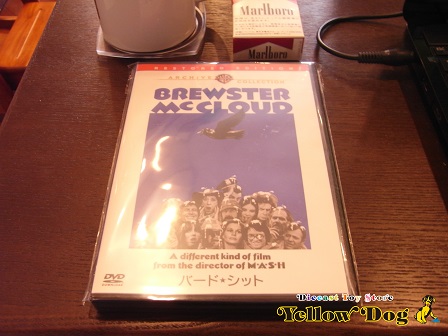 Marlboro
Marlboro
ARCHIVE WB COLLECTION
BREWSTER
McCLOUD
A different kind of film
from the director of M*A*S*H
DVD
バード★シット
Diecast Toy Store
Yellow Dog